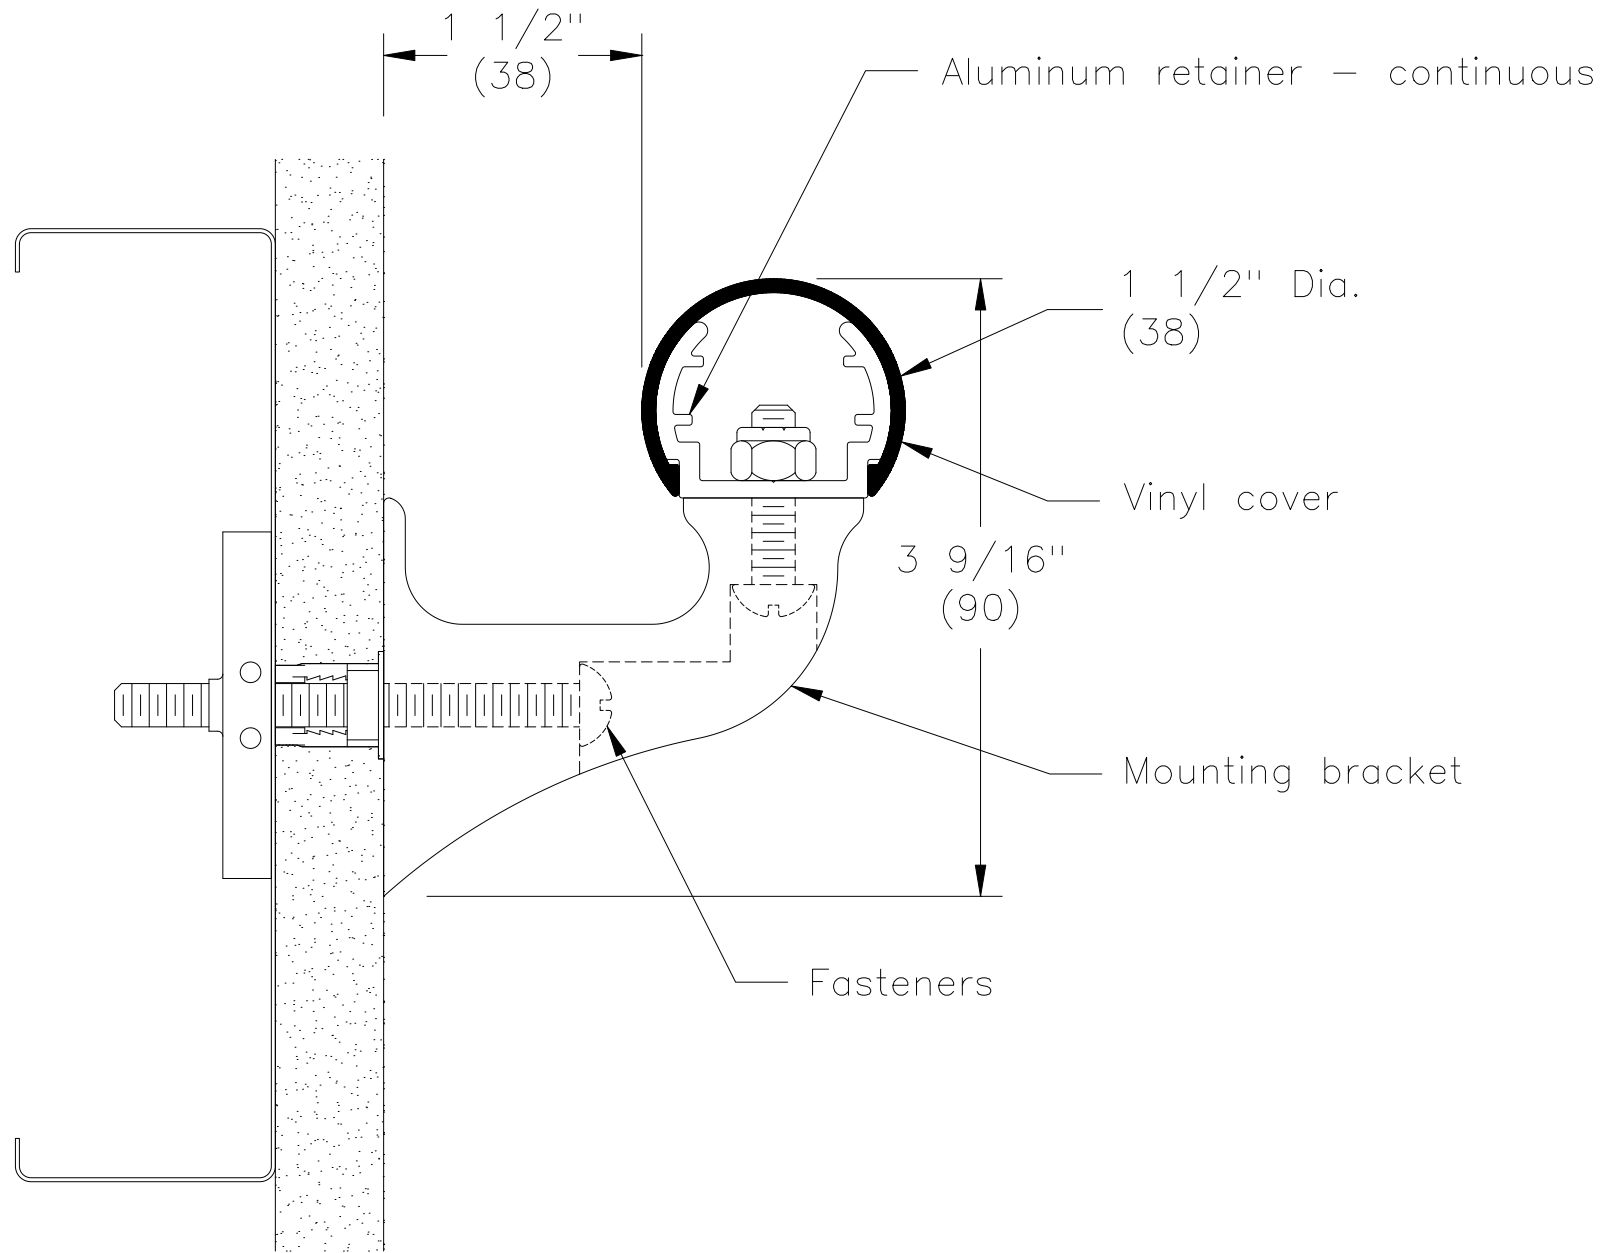 1 1/2"
(38)
Aluminum retainer – continuous
1 1/2" Dia.
(38)
Vinyl cover
3 9/16"
(90)
Mounting bracket
Fasteners